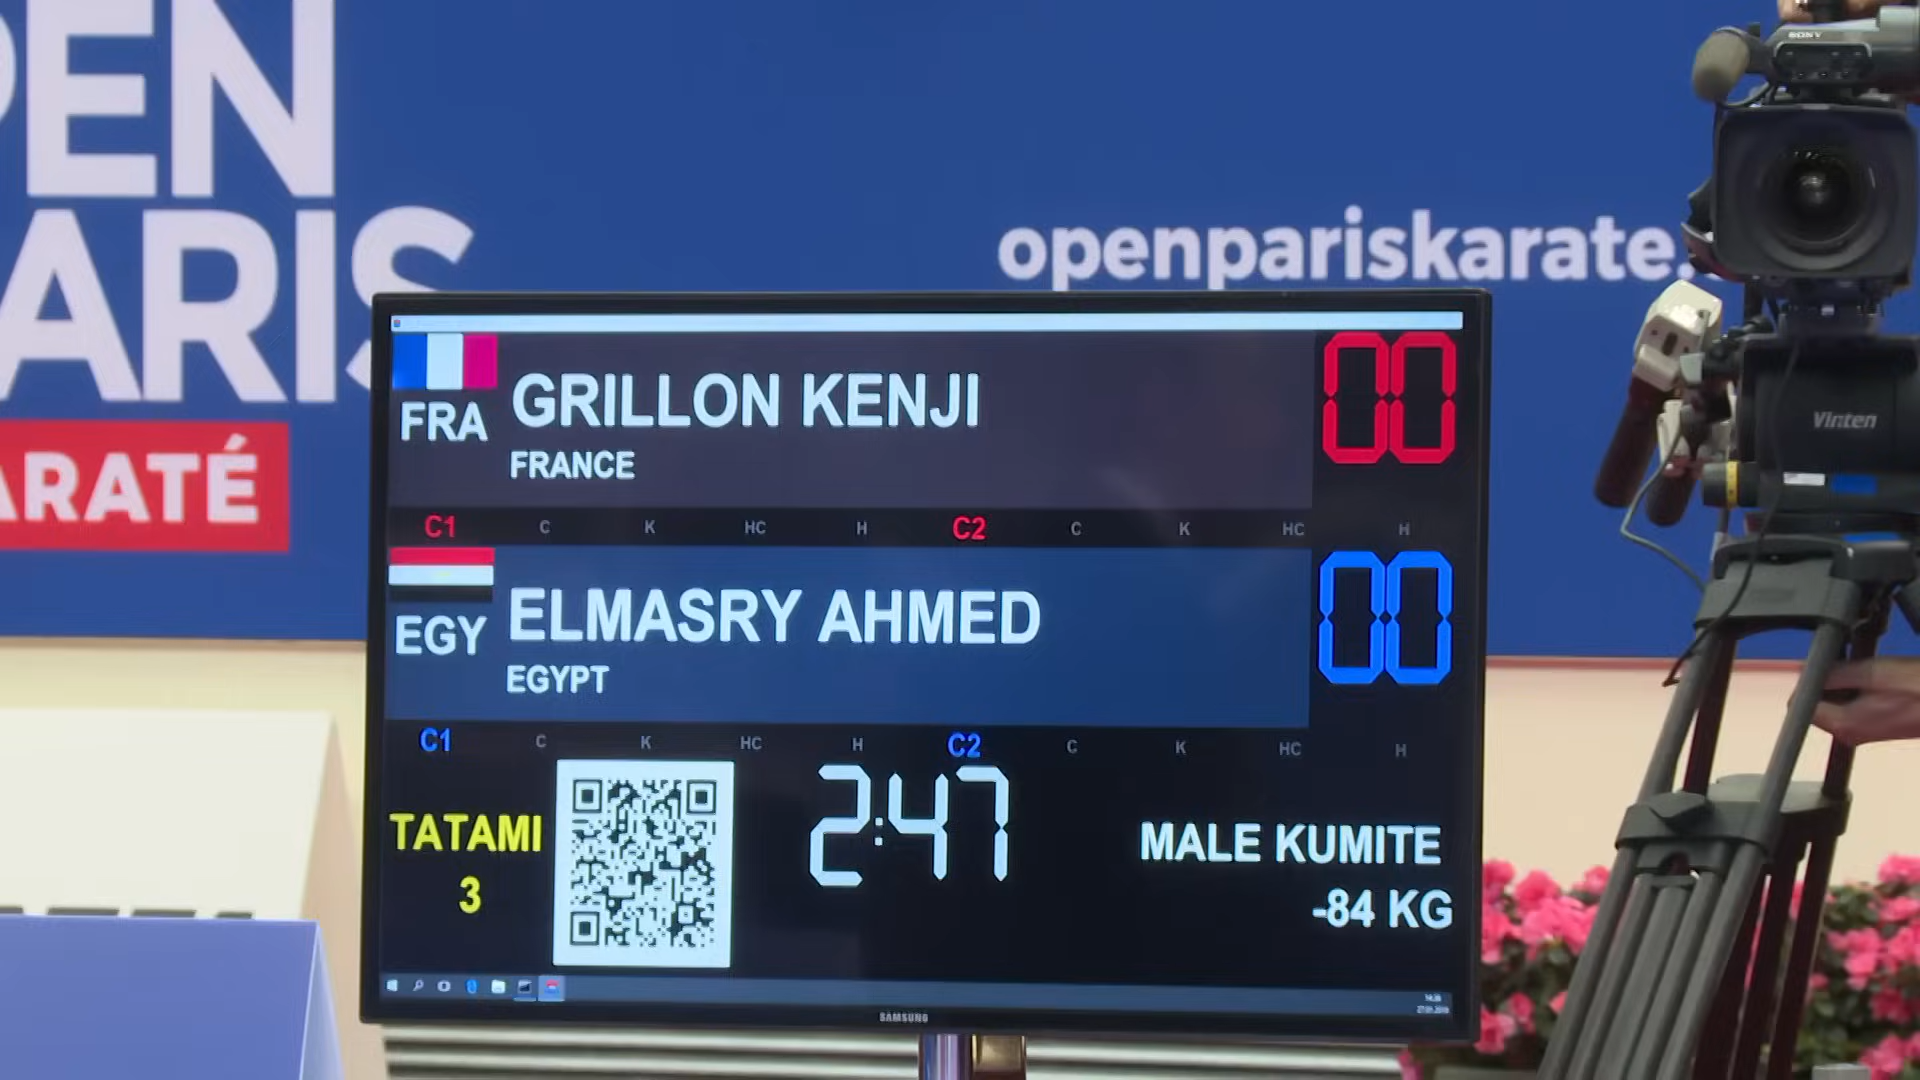 PEN
PARIS
ARATÉ
openpariskarate.
SONY
Vinten
FRA
GRILLON KENJI
FRANCE
00
C1 C K HC H C2 C K HC H
EGY
ELMASRY AHMED
EGYPT
00
C1 C K HC H C2 C K HC H
TATAMI
3
2:47
MALE KUMITE
-84 KG
SAMSUNG